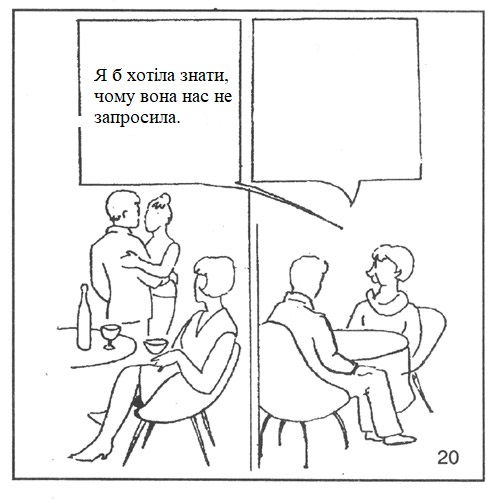 Я б хотіла знати,
чому вона нас не
запросила.
20